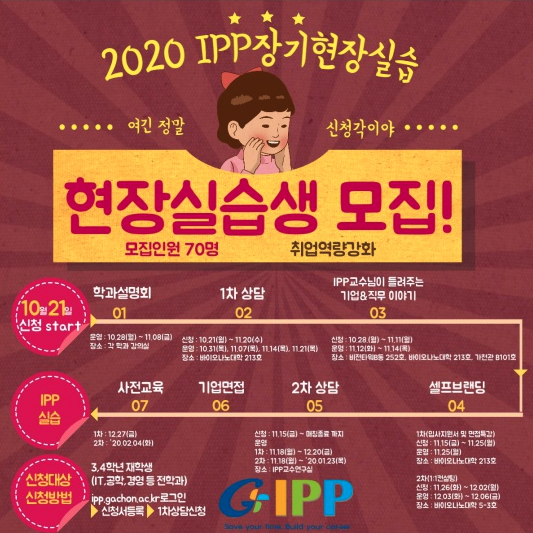 2020 IPP장기현장실습
여긴 정말
신청각이야
현장실습생 모집!
모집인원 70명
취업역량강화
10월 21일
신청 start
학과설명회
01
운영 : 10.28(월) ~ 11.08(금)
장소 : 각 학과 강의실
1차 상담
02
신청 : 10.21(월) ~ 11.20(수)
운영 : 10.31(목), 11.07(목), 11.14(목), 11.21(목)
장소 : 바이오나노대학 213호
IPP교수님이 들려주는
기업&직무 이야기
03
신청 : 10.28.(월) ~ 11.11(월)
운영 : 11.12(화) ~ 11.14(목)
장소 : 비전타워B동 252호, 바이오나노대학 213호, 가천관 B101호
IPP
실습
사전교육
07
1차 : 12.27(금)
2차 : `20.02.04(화)
기업면접
06
2차 상담
05
신청 : 11.15(금) ~ 매칭종료 까지
운영
1차 : 11.18(월) ~ 12.20(금)
2차 : 11.18(월) ~ `20.01.23(목)
장소 : IPP교수연구실
셀프브랜딩
04
1차(입사지원서 및 면접특강)
신청 : 11.15(금) ~ 11.25(월)
운영 : 11.25(월)
장소 : 바이오나노대학 213호
2차(1:1컨설팅)
신청 : 11.26(화) ~ 12.02(월)
운영 : 12.03(화) ~ 12.06(금)
장소 : 바이오나노대학 5-3호
신청대상
신청방법
3,4학년 재학생
(IT,공학,경영 등 전학과)
ipp.gachon.ac.kr로그인
▶신청서등록 ▶1차상담신청
G-IPP
Save your time, Build your career